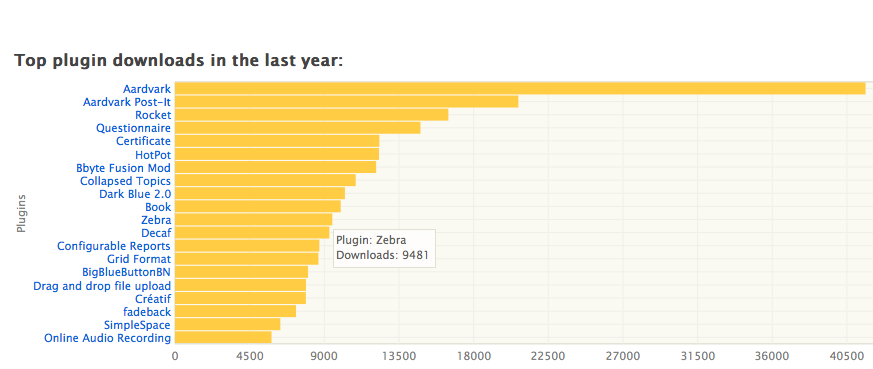 Top plugin downloads in the last year:
Aardvark
Aardvark Post-It
Rocket
Questionnaire
Certificate
HotPot
Bbyte Fusion Mod
Collapsed Topics
Dark Blue 2.0
Book
Zebra
Decaf
Configurable Reports
Grid Format
BigBlueButtonBN
Drag and drop file upload
Créatif
fadeback
SimpleSpace
Online Audio Recording
Plugins
Plugin: Zebra
Downloads: 9481
0 4500 9000 13500 18000 22500 27000 31500 36000 40500